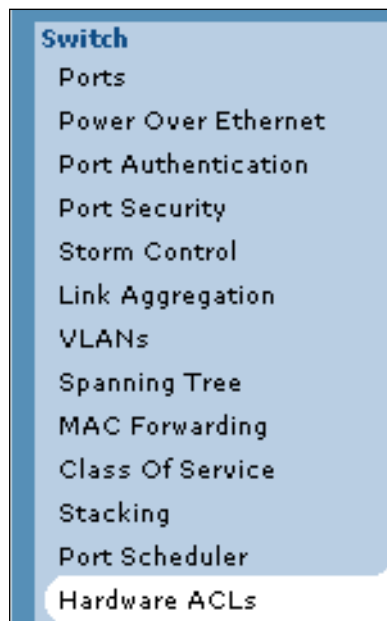 Switch
Ports
Power Over Ethernet
Port Authentication
Port Security
Storm Control
Link Aggregation
VLANs
Spanning Tree
MAC Forwarding
Class Of Service
Stacking
Port Scheduler
Hardware ACLs